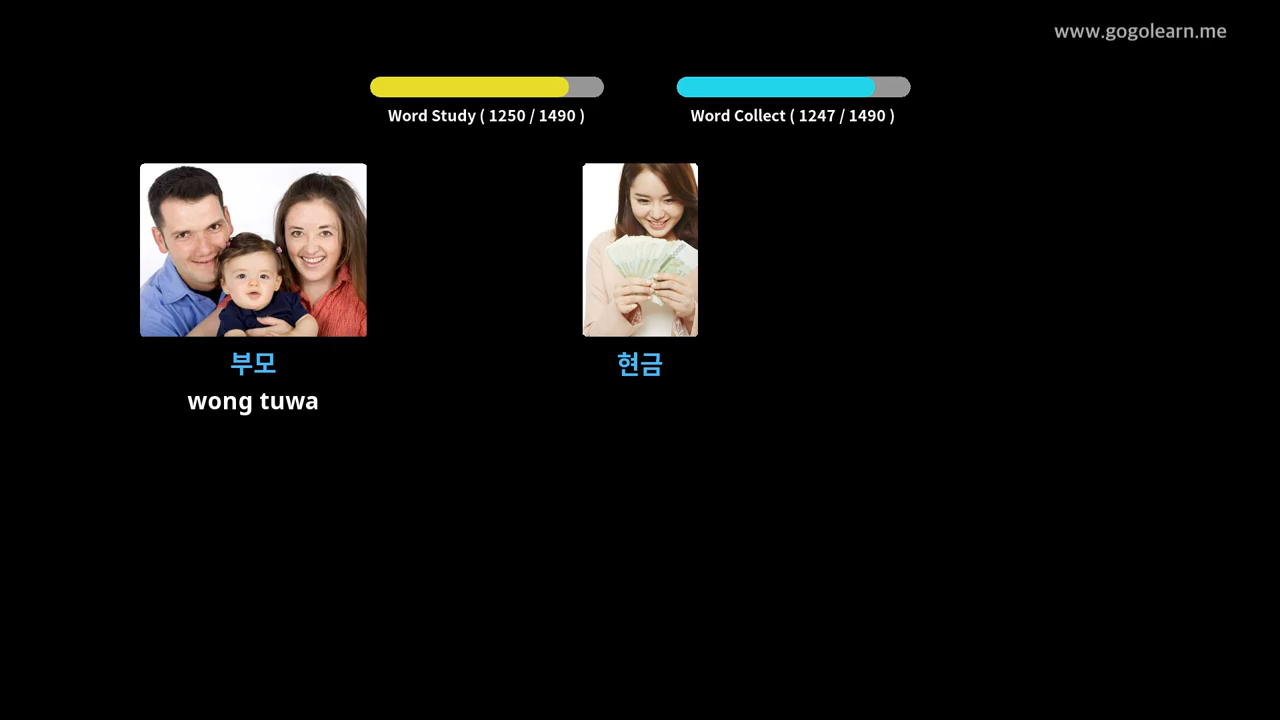 www.gogolearn.me
Word Study ( 1250 / 1490 )
Word Collect ( 1247 / 1490 )
부모
wong tuwa
현금